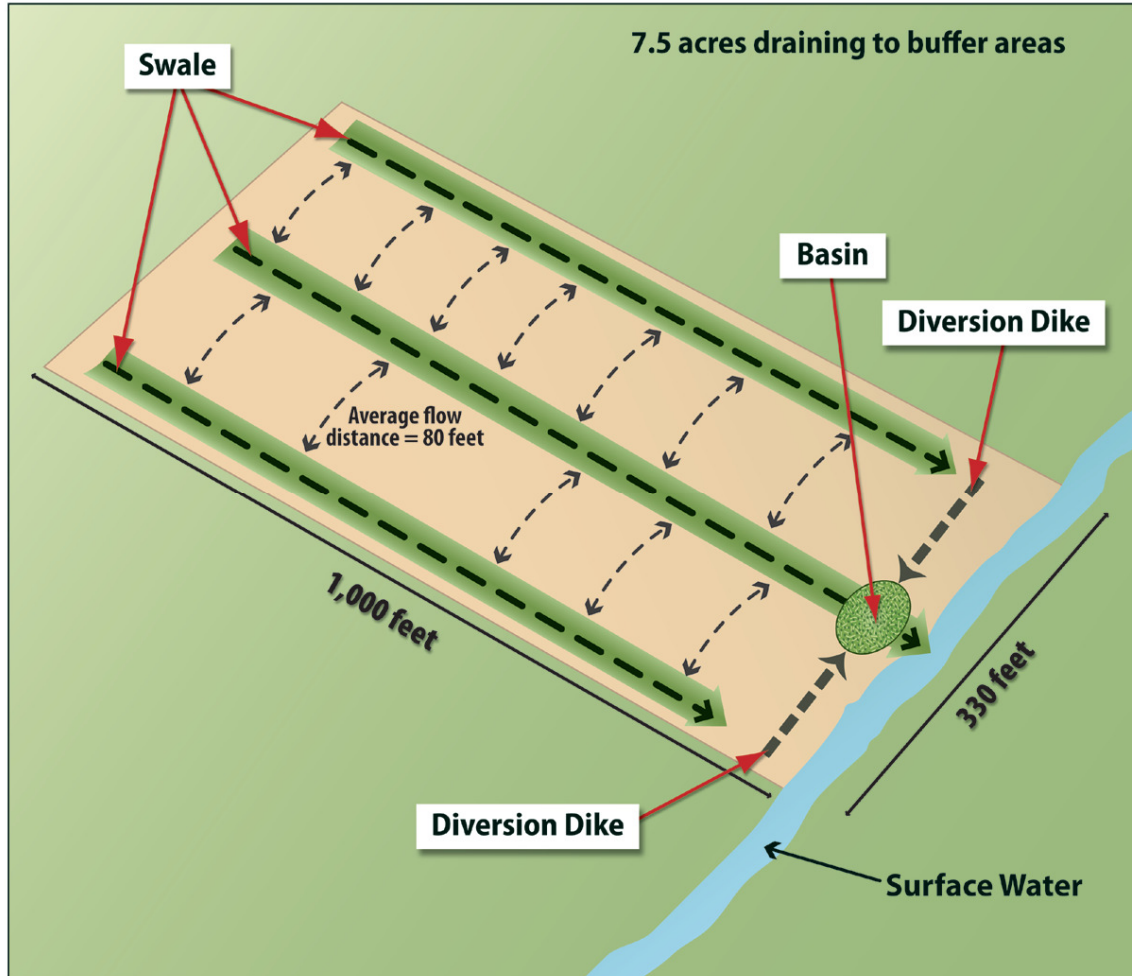 7.5 acres draining to buffer areas
Swale
Basin
Diversion Dike
Average flow
distance = 80 feet
1,000 feet
330 feet
Diversion Dike
Surface Water